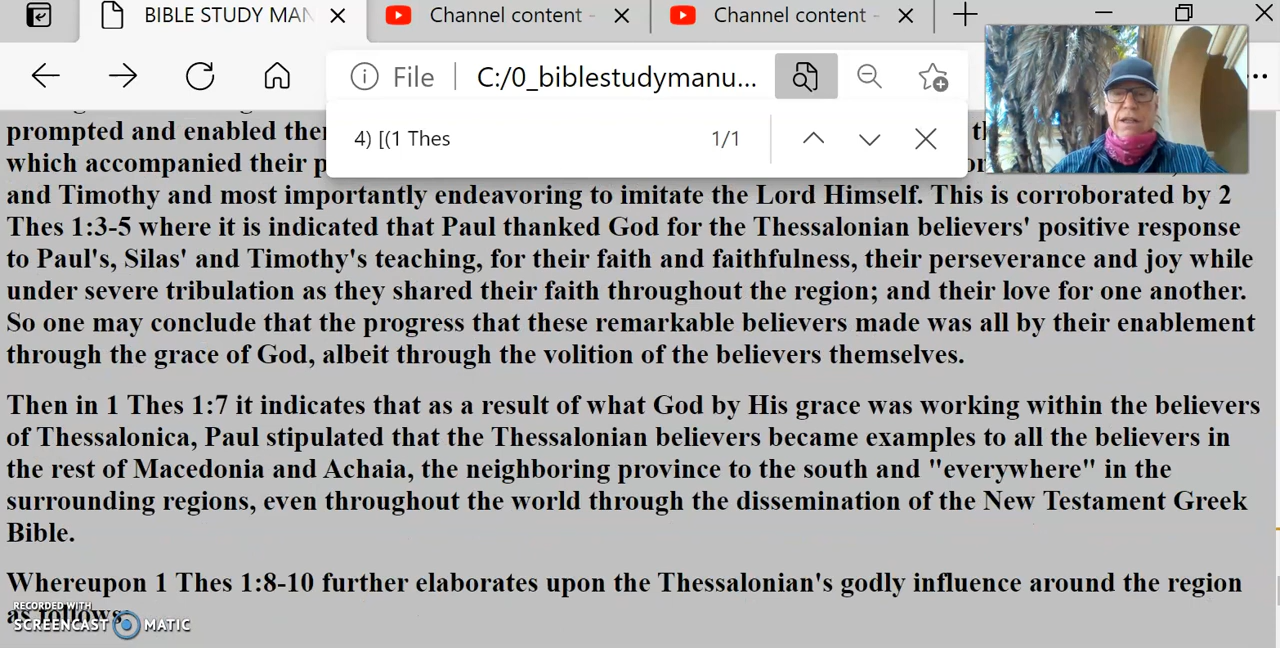 BIBLE STUDY MAN
Channel content -
Channel content -
File
C:/0_biblestudymanu...
4) [(1 Thes
1/1
prompted and enabled
which accompanied their
and Timothy and most importantly endeavoring to imitate the Lord Himself. This is corroborated by 2
Thes 1:3-5 where it is indicated that Paul thanked God for the Thessalonian believers' positive response
to Paul's, Silas' and Timothy's teaching, for their faith and faithfulness, their perseverance and joy while
under severe tribulation as they shared their faith throughout the region; and their love for one another.
So one may conclude that the progress that these remarkable believers made was all by their enablement
through the grace of God, albeit through the volition of the believers themselves.
Then in 1 Thes 1:7 it indicates that as a result of what God by His grace was working within the believers
of Thessalonica, Paul stipulated that the Thessalonian believers became examples to all the believers in
the rest of Macedonia and Achaia, the neighboring province to the south and "everywhere" in the
surrounding regions, even throughout the world through the dissemination of the New Testament Greek
Bible.
Whereupon 1 Thes 1:8-10 further elaborates upon the Thessalonian's godly influence around the region
as follows:
RECORDED WITH
SCREENCAST MATIC